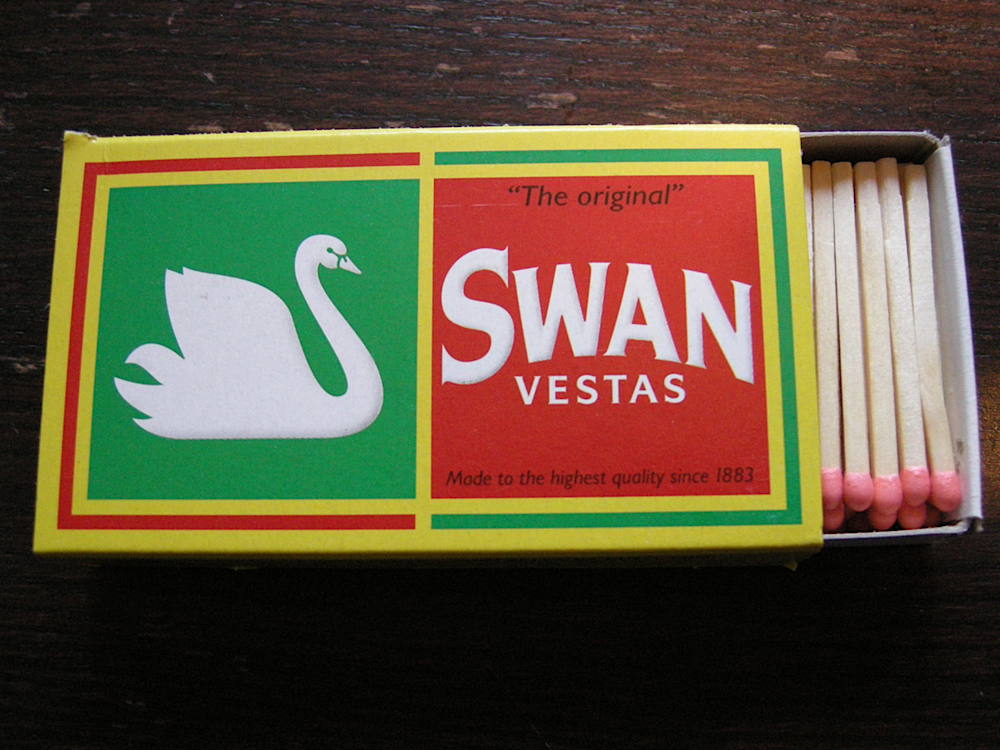 “The original”
SWAN
VESTAS
Made to the highest quality since 1883